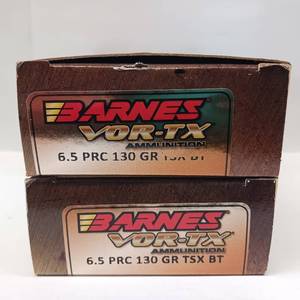 BARNES
VOR-TX
AMMUNITION
6.5 PRC 130 GR TSX BT
BARNES
VOR-TX
AMMUNITION
6.5 PRC 130 GR TSX BT